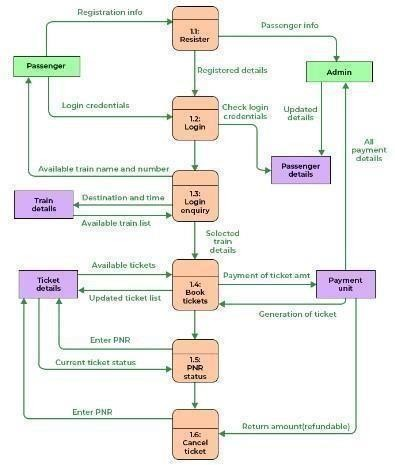 Registration info
1.1:
Register
Passenger info
Passenger
Admin
Registered details
Login credentials
1.2:
Login
Check login
credentials
Updated
details
All
payment
details
Available train name and number
Passenger
details
1.3:
Login
enquiry
Train
details
Destination and time
Available train list
Selected
train
details
Available tickets
Ticket
details
1.4:
Book
tickets
Payment of ticket amt
Payment
unit
Updated ticket list
Generation of ticket
Enter PNR
1.5:
PNR
status
Current ticket status
Enter PNR
1.6:
Cancel
ticket
Return amount(refundable)